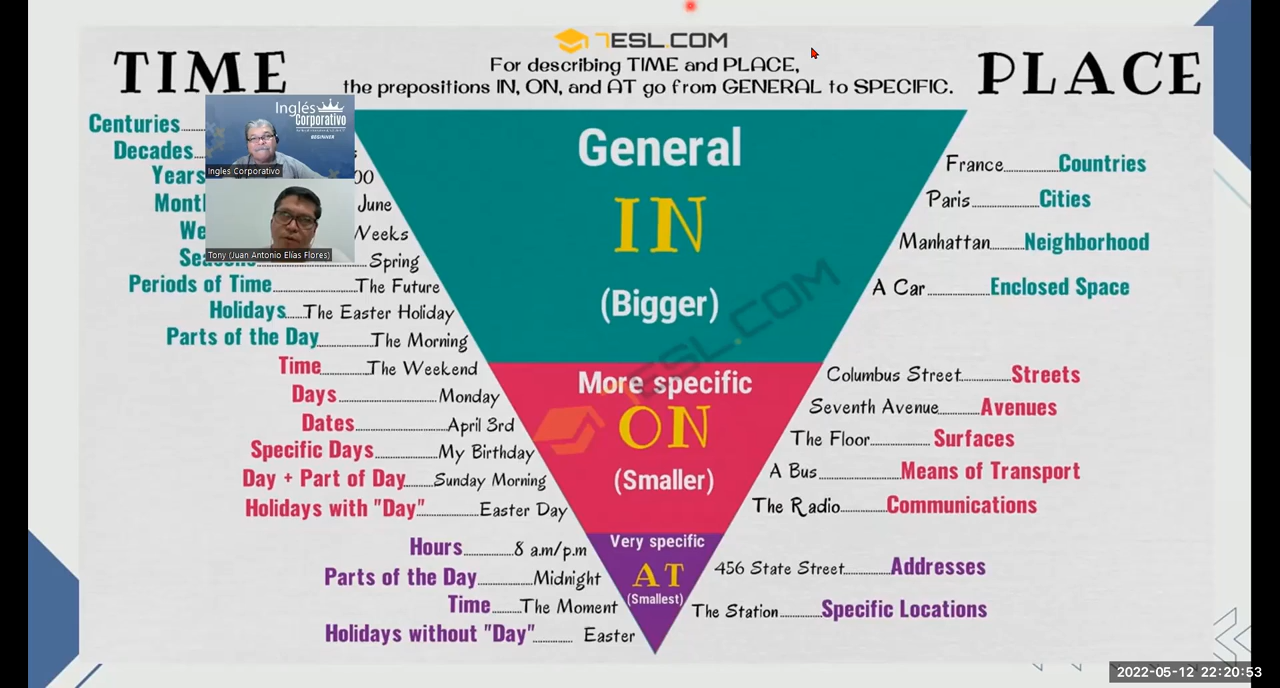 7ESL.COM
TIME
For describing TIME and PLACE,
the prepositions IN, ON, and AT go from GENERAL to SPECIFIC.
PLACE
Centuries
Decades
Years 00
June
Weeks
Spring
Periods of Time The Future
Holidays The Easter Holiday
Parts of the Day The Morning
Time The Weekend
Days Monday
Dates April 3rd
Specific Days My Birthday
Day + Part of Day Sunday Morning
Holidays with "Day" Easter Day
Hours 8 a.m/p.m
Parts of the Day Midnight
Time The Moment
Holidays without "Day" Easter
Inglés
Corporativo
BEGINNER
Ingles Corporativo
Tony (Juan Antonio Elías Flores)
General
IN
(Bigger)
More specific
ON
(Smaller)
Very specific
AT
(Smallest)
7ESL.COM
France Countries
Paris Cities
Manhattan Neighborhood
A Car Enclosed Space
Columbus Street Streets
Seventh Avenue Avenues
The Floor Surfaces
A Bus Means of Transport
The Radio Communications
456 State Street Addresses
The Station Specific Locations
2022-05-12 22:20:53